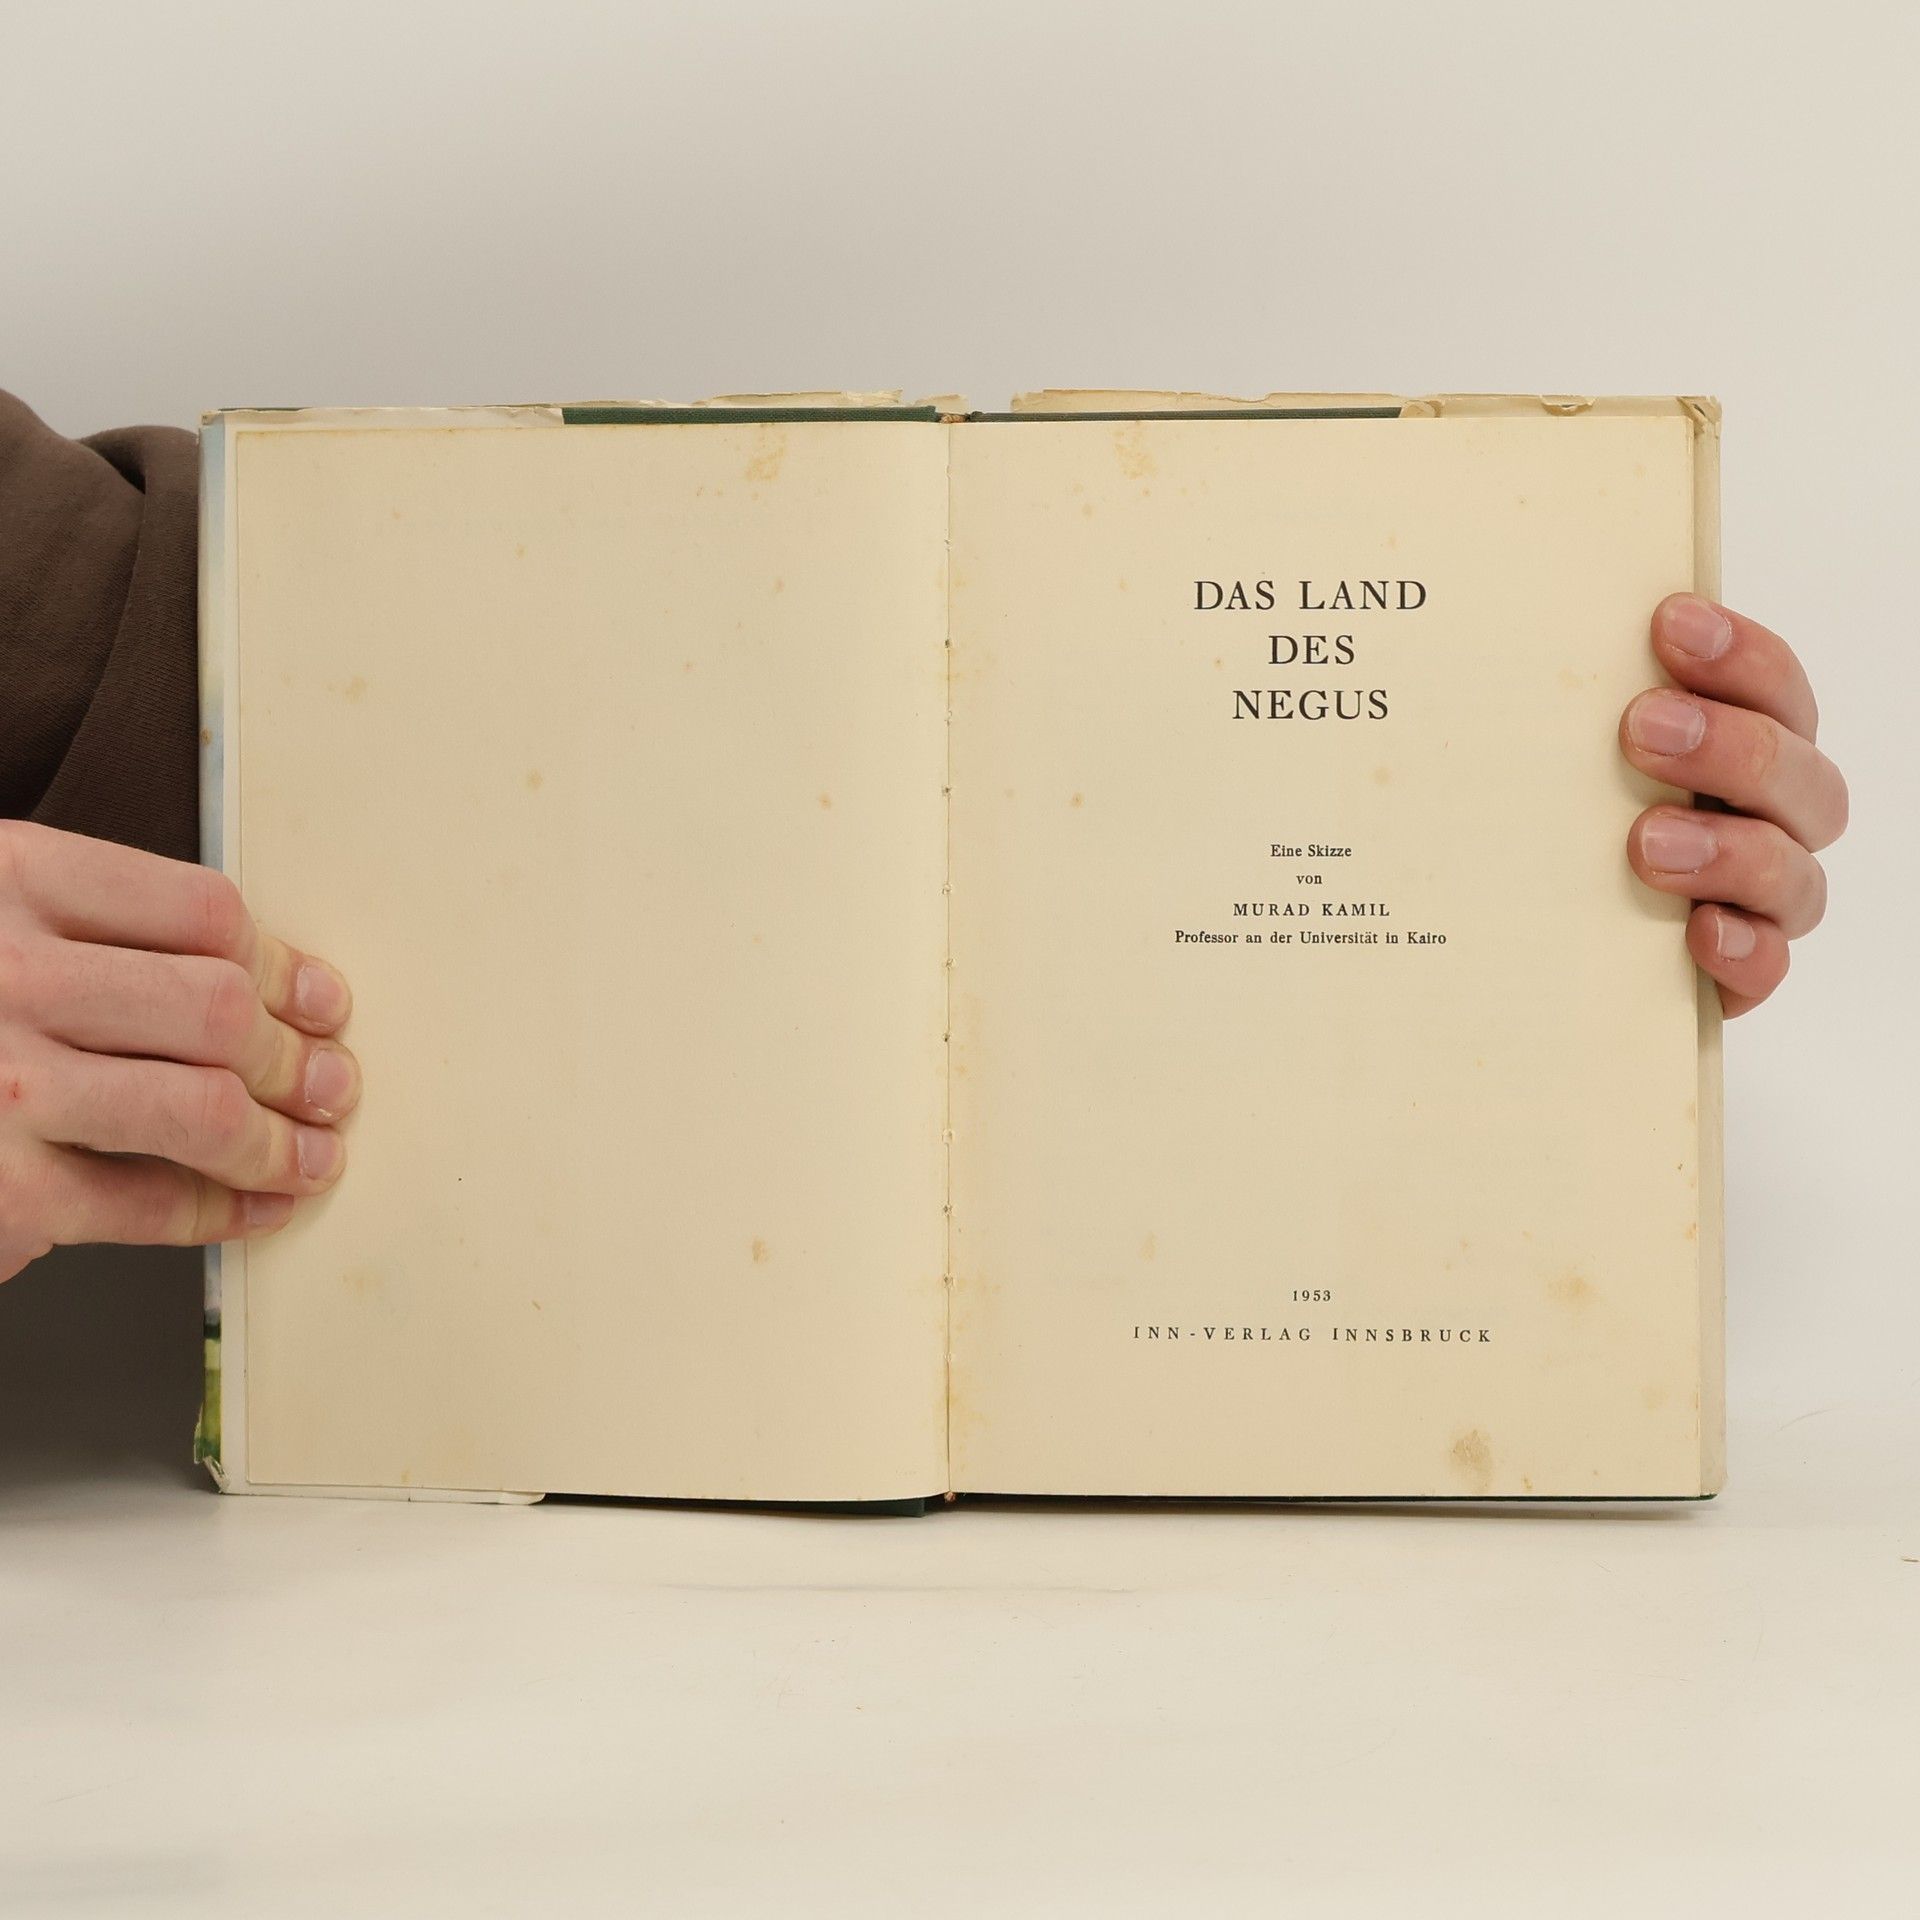 DAS LAND
DES
NEGUS
Eine Skizze
von
MURAD KAMIL
Professor an der Universität in Kairo
1953
INN-VERLAG INNSBRUCK